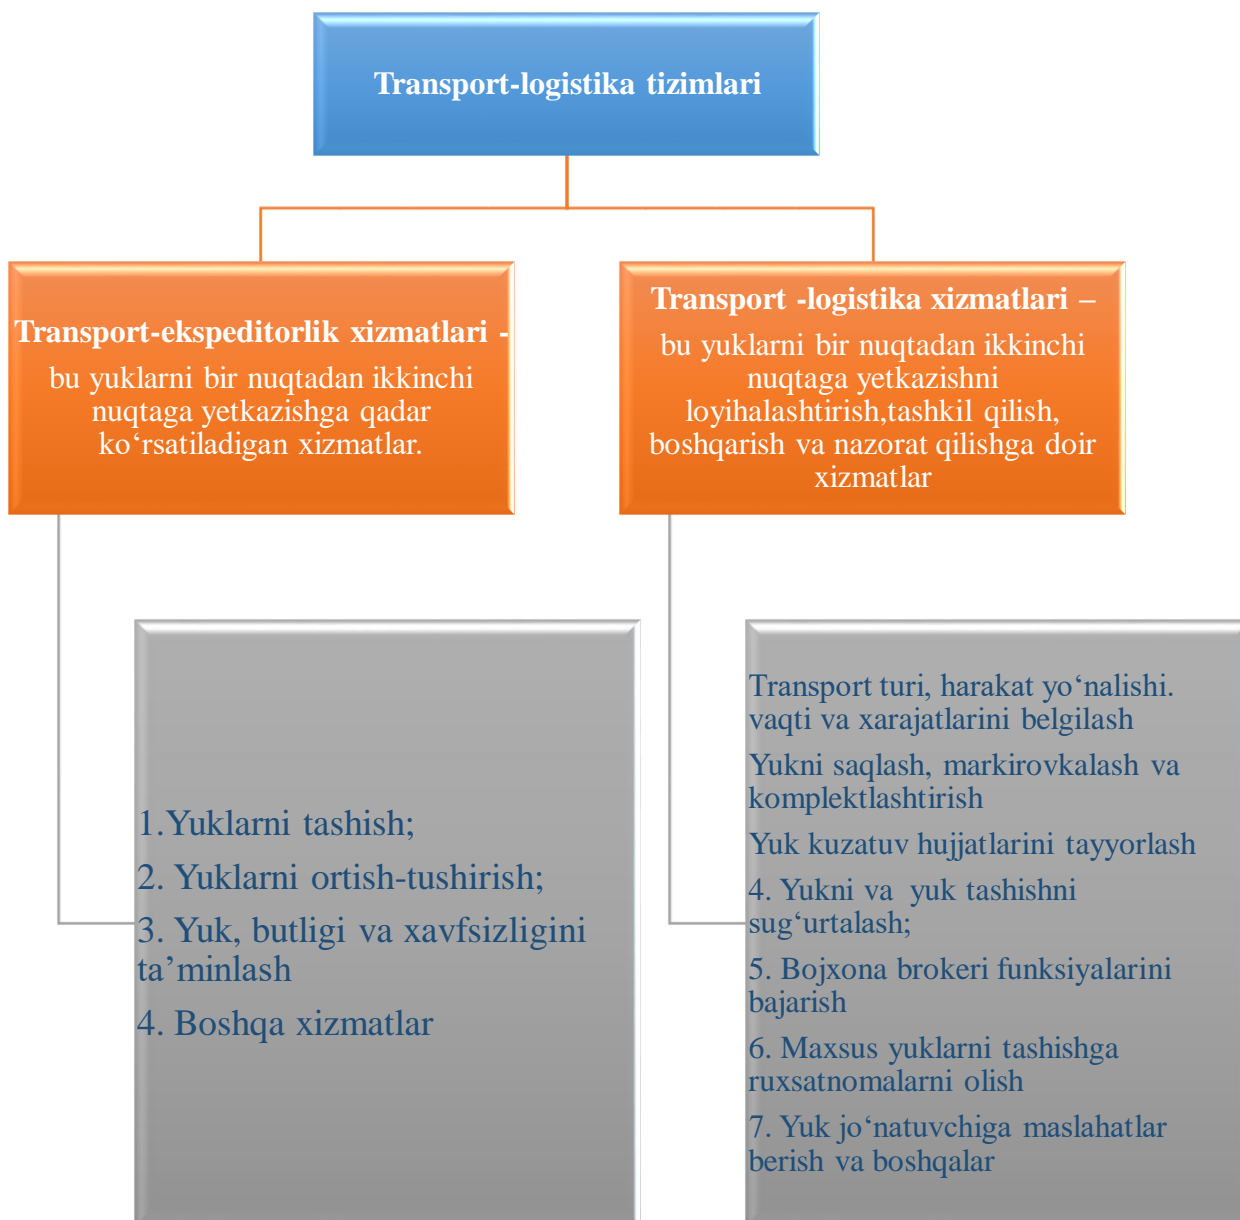 Transport-logistika tizimlari
Transport-ekspeditorlik xizmatlari -
bu yuklarni bir nuqtadan ikkinchi
nuqtaga yetkazishga qadar
ko‘rsatiladigan xizmatlar.
Transport -logistika xizmatlari –
bu yuklarni bir nuqtadan ikkinchi
nuqtaga yetkazishni
loyihalashtirish,tashkil qilish,
boshqarish va nazorat qilishga doir
xizmatlar
1.Yuklarni tashish;
2. Yuklarni ortish-tushirish;
3. Yuk, butligi va xavfsizligini
ta’minlash
4. Boshqa xizmatlar
Transport turi, harakat yo‘nalishi.
vaqti va xarajatlarini belgilash
Yukni saqlash, markirovkalash va
komplektlashtirish
Yuk kuzatuv hujjatlarini tayyorlash
4. Yukni va  yuk tashishni
sug‘urtalash;
5. Bojxona brokeri funksiyalarini
bajarish
6. Maxsus yuklarni tashishga
ruxsatnomalarni olish
7. Yuk jo‘natuvchiga maslahatlar
berish va boshqalar